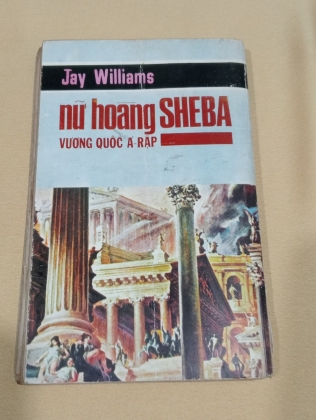 Jay Williams
nữ hoàng SHEBA
VƯƠNG QUỐC A-RẬP